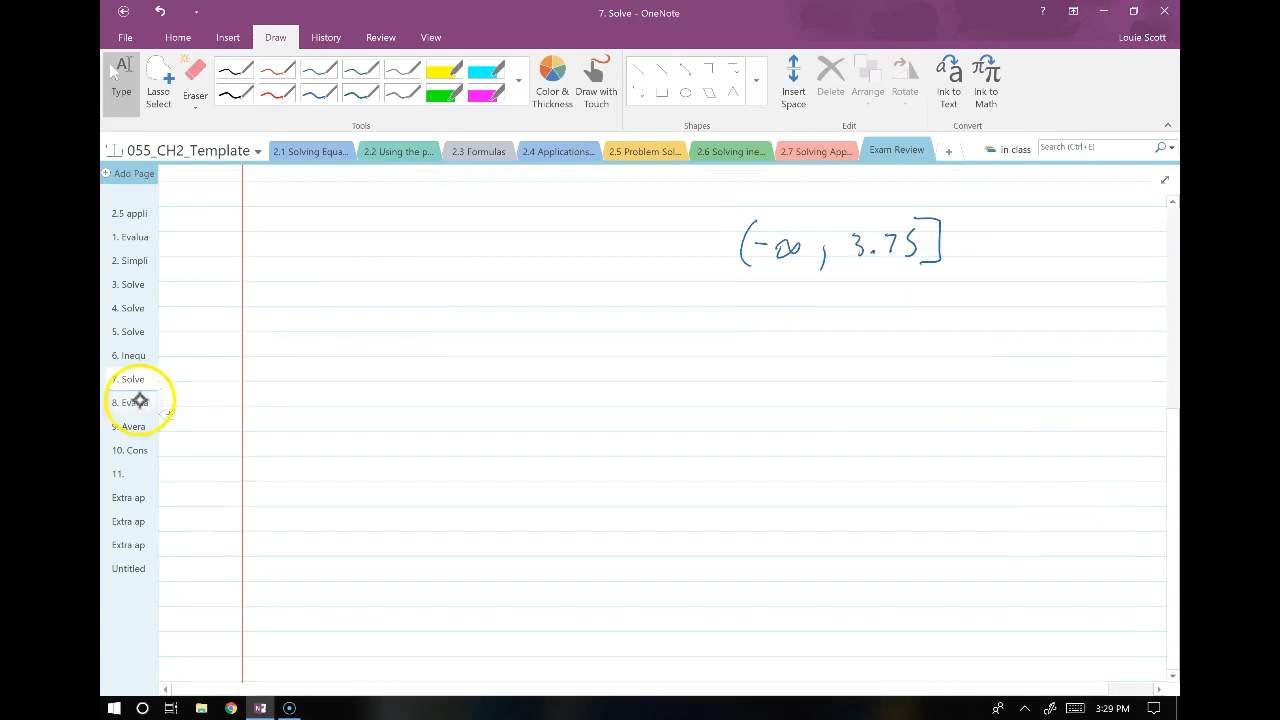 7. Solve - OneNote
?
File Home Insert Draw History Review View Louie Scott
Type
Lasso Select
Eraser
Color & Thickness
Draw with Touch
Insert Space
Delete
Arrange
Rotate
Ink to Text
Ink to Math
Tools Shapes Edit Convert
055_CH2_Template 2.1 Solving Equa... 2.2 Using the p... 2.3 Formulas 2.4 Applications... 2.5 Problem Sol... 2.6 Solving ine... 2.7 Solving App... Exam Review + in class Search (Ctrl+E)
Add Page
2.5 appli
1. Evalua
2. Simpli
3. Solve
4. Solve
5. Solve
6. Inequ
7. Solve
8. Evalua
9. Avera
10. Cons
11.
Extra ap
Extra ap
Extra ap
Untitled
(-∞, 3.75]
3:29 PM